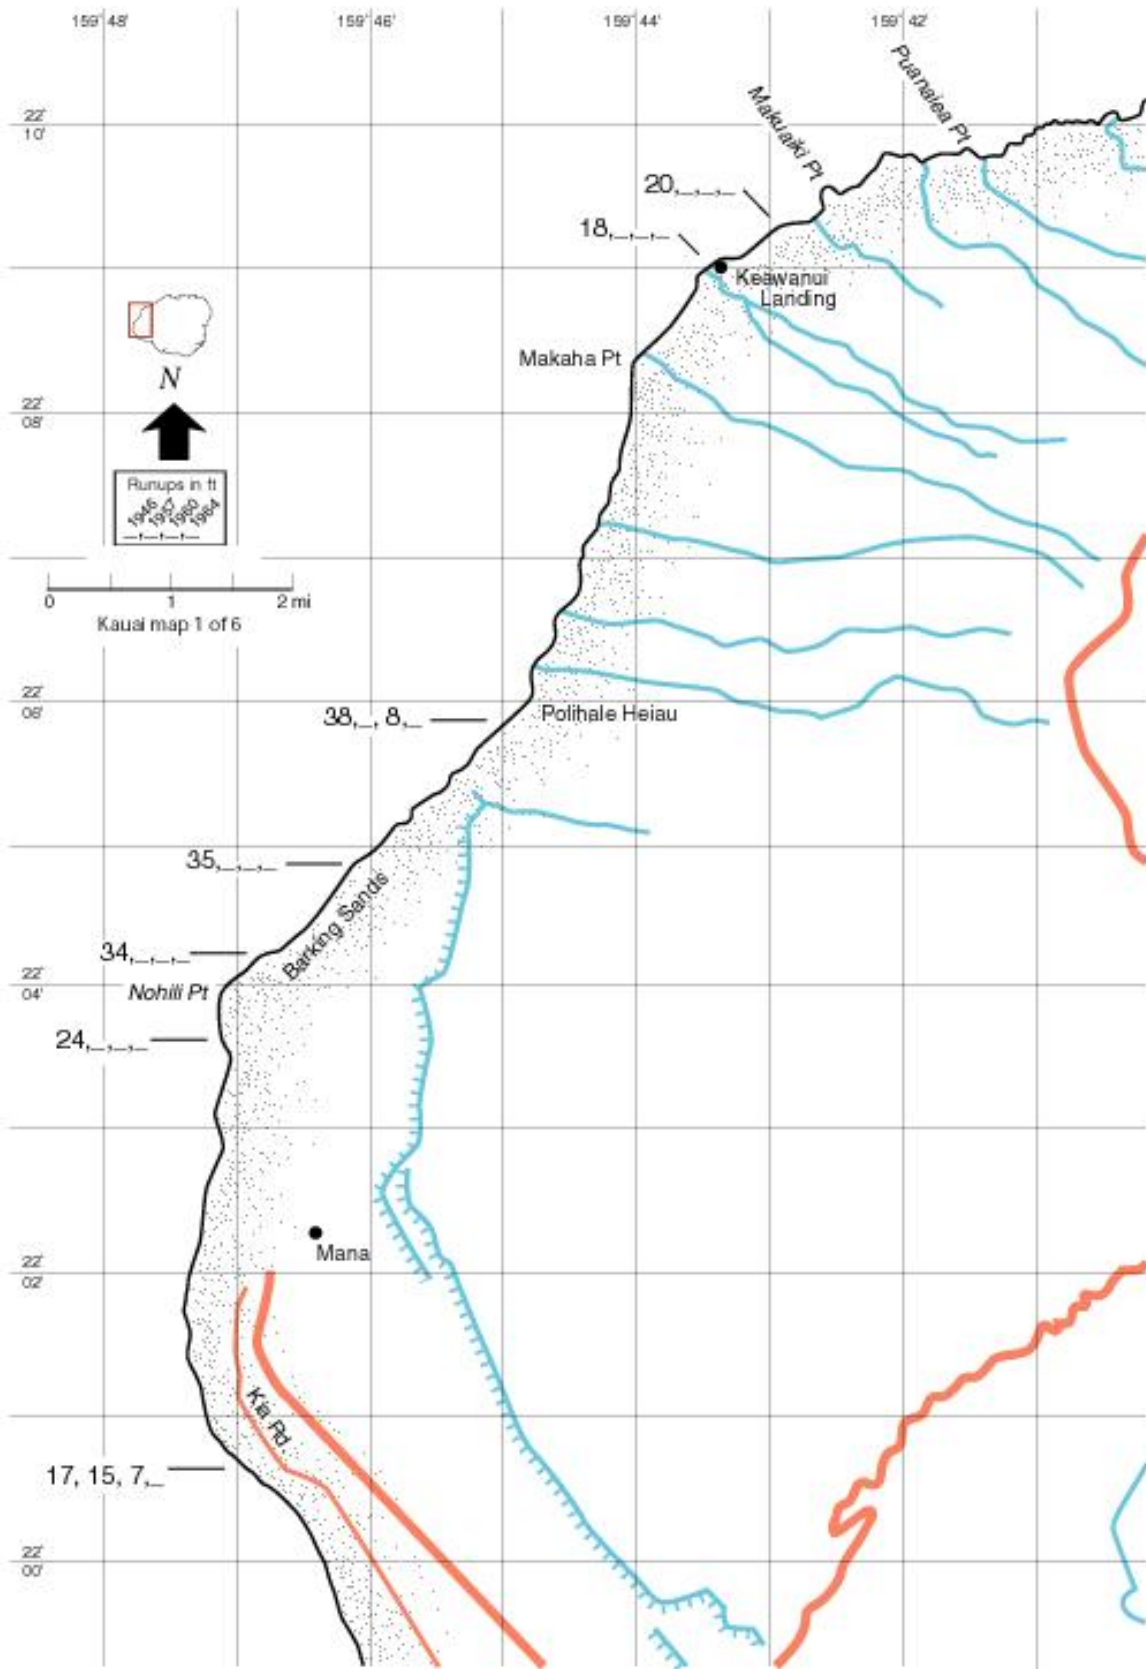 159° 48'
159° 46'
159° 44'
159° 42'
Puanaiea Pt
Makuaiki Pt
22°
10'
20,_,_,_
18,_,_,_
Keawanui
Landing
Makaha Pt
N
22°
08'
Runups in ft
1946
1957
1960
1964
_,_,_,_
0
1
2 mi
Kauai map 1 of 6
22°
06'
38,_, 8,_
Polihale Heiau
35,_,_,_
Barking Sands
34,_,_,_
22°
04'
Nohili Pt
24,_,_,_
Mana
22°
02'
Kia Rd.
17, 15, 7,_
22°
00'